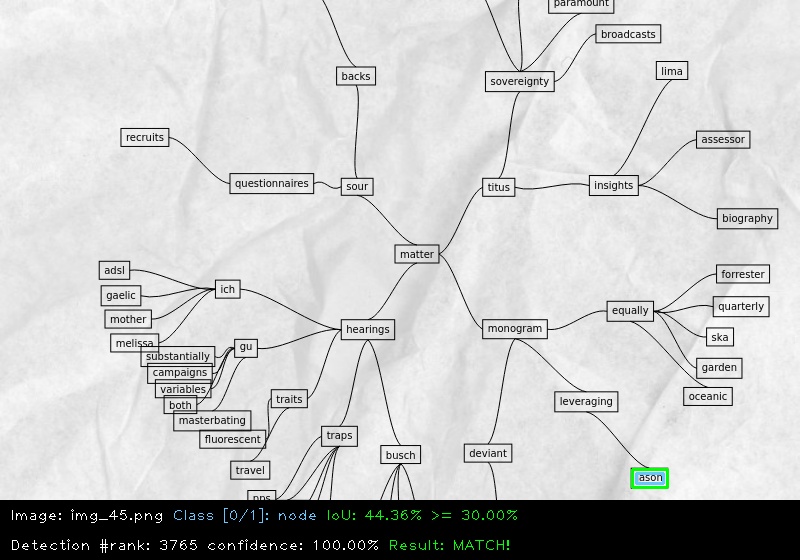 paramount
broadcasts
lima
backs
sovereignty
recruits
assessor
questionnaires
sour
titus
insights
biography
matter
adsl
ich
forrester
gaelic
quarterly
mother
hearings
monogram
equally
ska
melissa
gu
substantially
campaigns
garden
variables
both
traits
leveraging
oceanic
masterbating
fluorescent
traps
travel
busch
deviant
ason
pps
Image: img_45.png Class [0/1]: node IoU: 44.36% >= 30.00%
Detection #rank: 3765 confidence: 100.00% Result: MATCH!